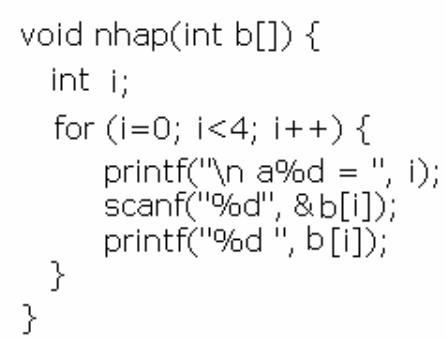 void nhap(int b[]) {
int i;
for (i=0; i<4; i++) {
printf("\n a%d = ", i);
scanf("%d", &b[i]);
printf("%d ", b[i]);
}
}